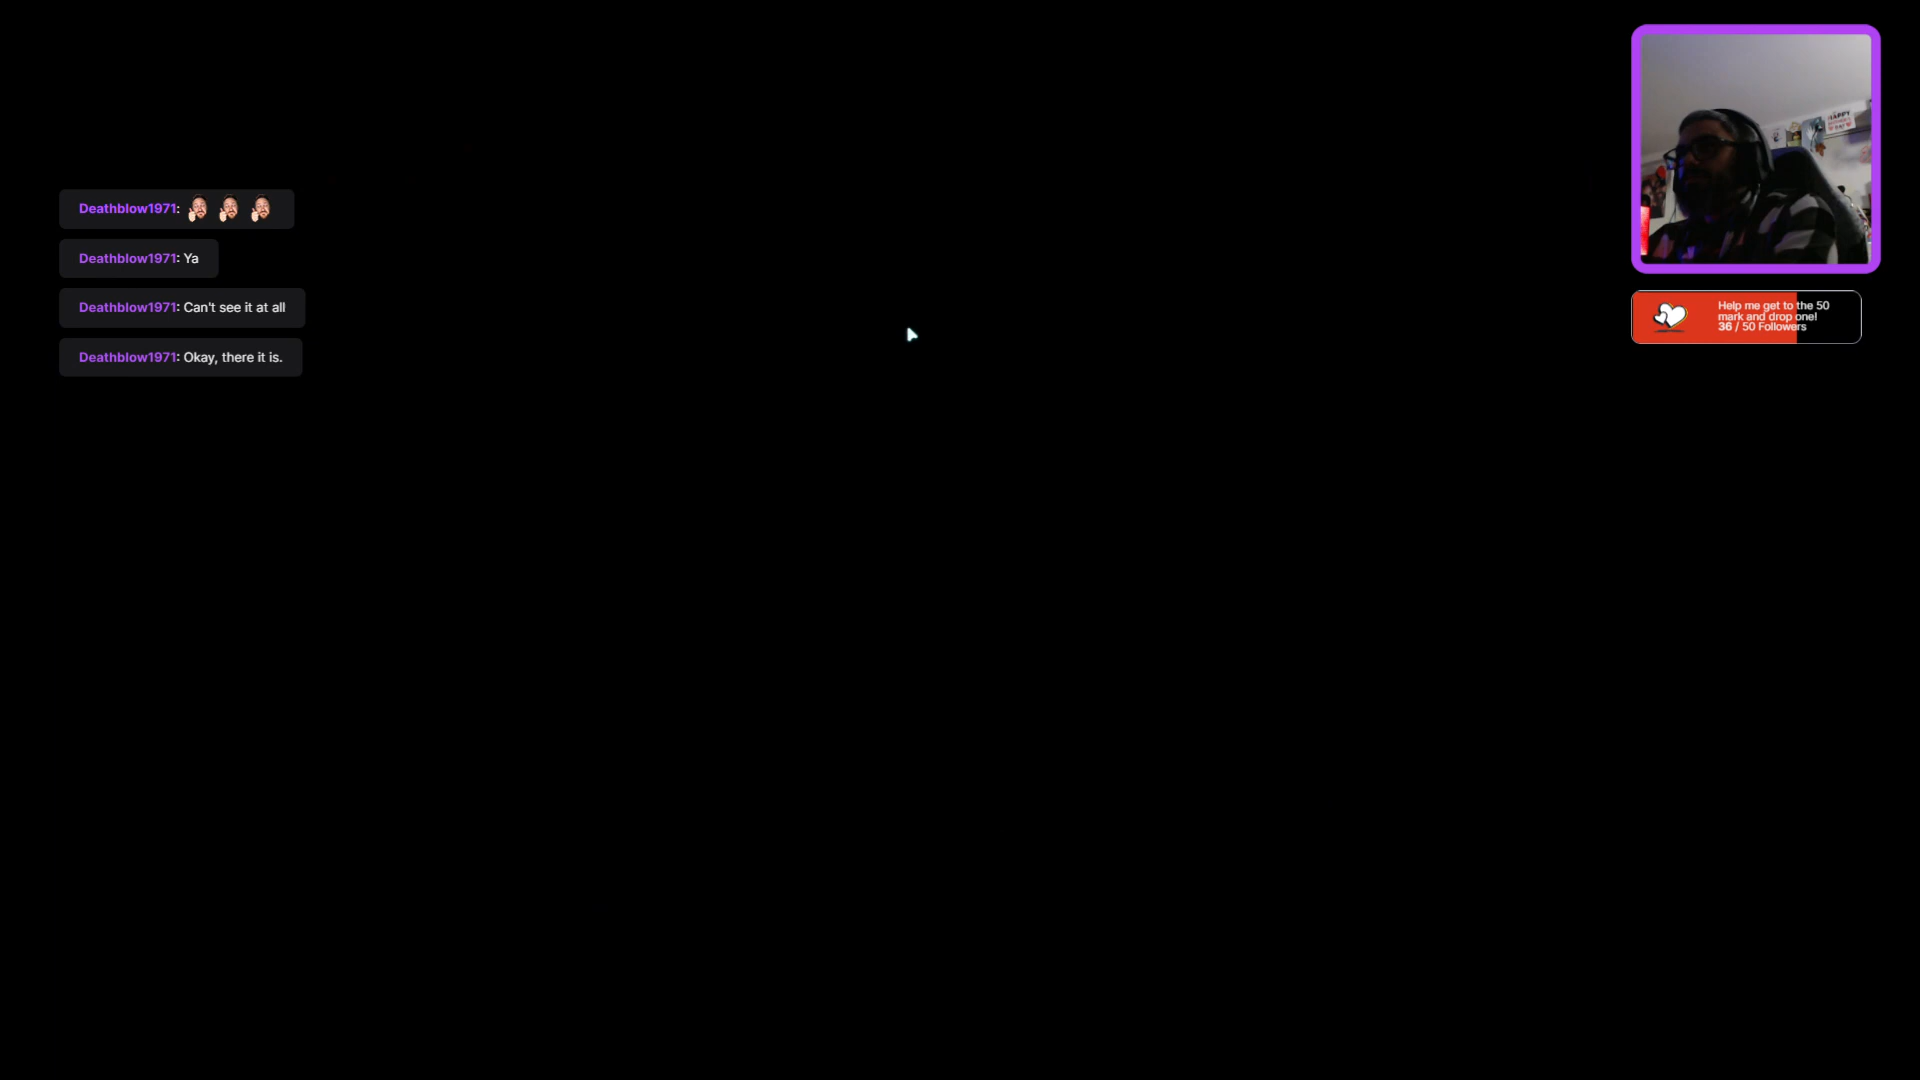 Deathblow1971:
Deathblow1971: Ya
Deathblow1971: Can't see it at all
Deathblow1971: Okay, there it is.
HAPPY
Help me get to the 50
mark and drop one!
36 / 50 Followers